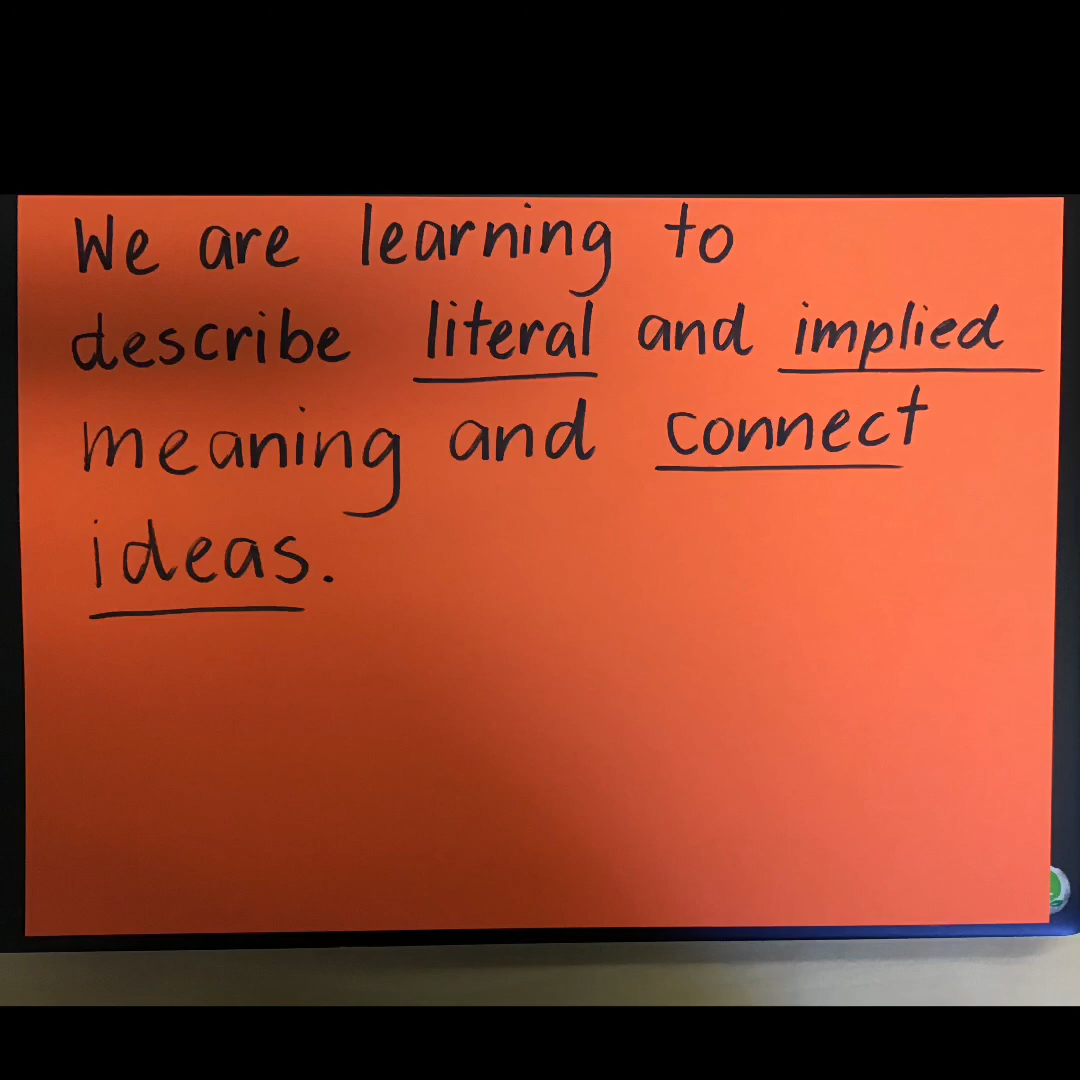 We are learning to
describe literal and implied
meaning and connect
ideas.